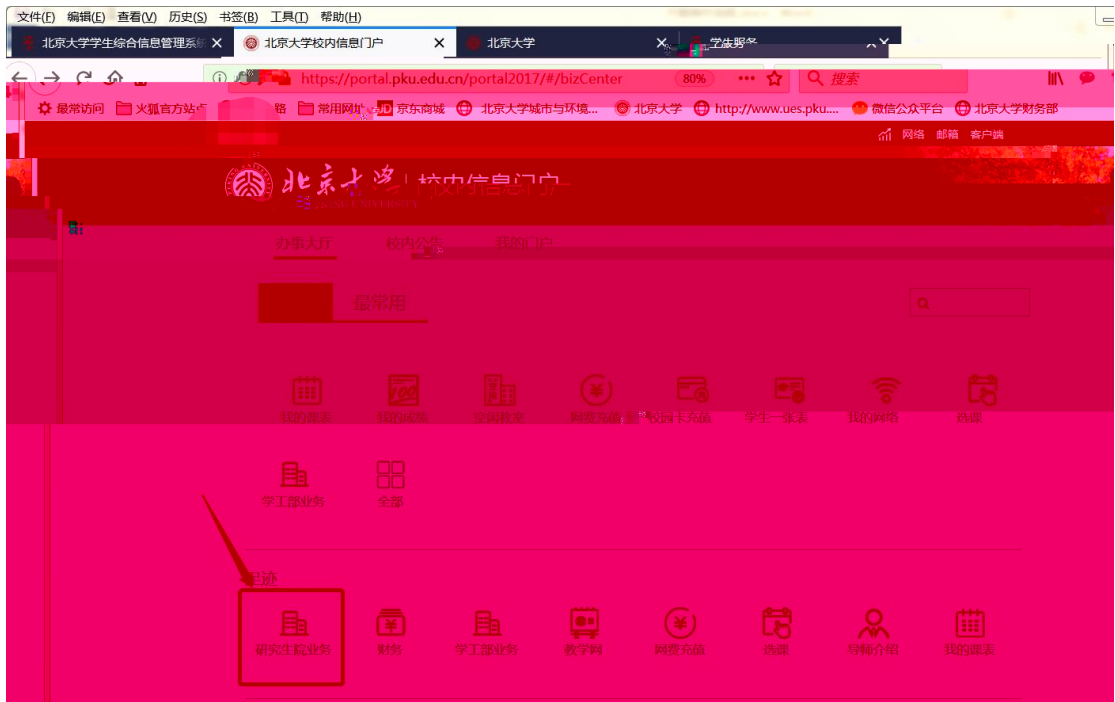 文件(F) 编辑(E) 查看(V) 历史(S) 书签(B) 工具(T) 帮助(H)
北京大学学生综合信息管理系统 北京大学校内信息门户 北京大学
https://portal.pku.edu.cn/portal2017/#/bizCenter 80% 搜索
最常访问 火狐官方站点 常用网址 JD 京东商城 北京大学城市与环境... 北京大学 http://www.ues.pku.... 微信公众平台 北京大学财务部
网络 邮箱 客户端
北京大学 校内信息门户
办事大厅 校内公告 我的门户
最常用
我的课表 我的成绩 校园卡充值 学生一张表 我的网络 选课
学工部业务 全部
足迹
研究生院业务 财务 学工部业务 教学网 网费充值 选课 导师介绍 我的课表